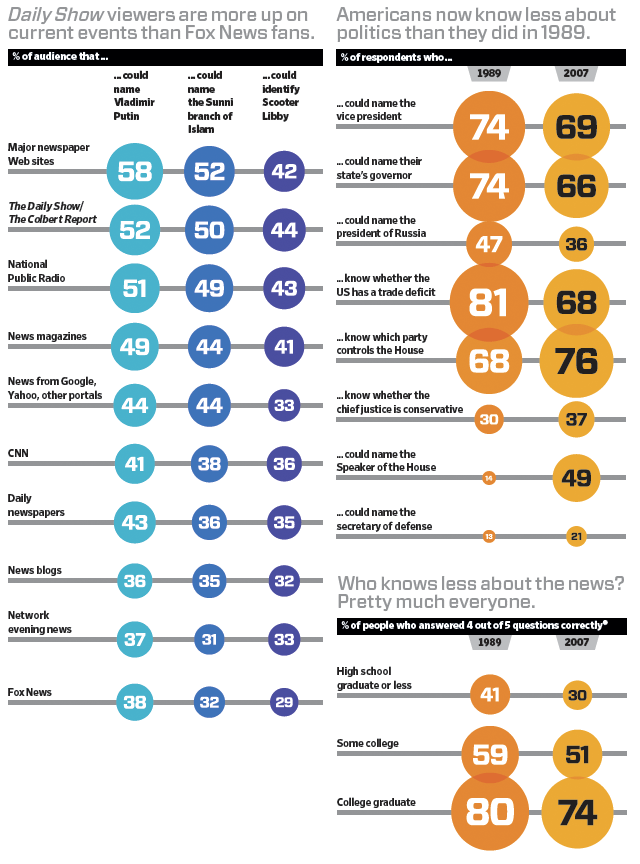 Daily Show viewers are more up on
current events than Fox News fans.
% of audience that ...
... could
name
Vladimir
Putin
... could
name
the Sunni
branch of
Islam
... could
identify
Scooter
Libby
Major newspaper
Web sites
58 52 42
The Daily Show/
The Colbert Report
52 50 44
National
Public Radio
51 49 43
News magazines
49 44 41
News from Google,
Yahoo, other portals
44 44 33
CNN
41 38 36
Daily
newspapers
43 36 35
News blogs
36 35 32
Network
evening news
37 31 33
Fox News
38 32 29
Americans now know less about
politics than they did in 1989.
% of respondents who...
1989 2007
... could name the
vice president
74 69
... could name their
state's governor
74 66
... could name the
president of Russia
47 36
... know whether the
US has a trade deficit
81 68
... know which party
controls the House
68 76
... know whether the
chief justice is conservative
30 37
... could name the
Speaker of the House
14 49
... could name the
secretary of defense
13 21
Who knows less about the news?
Pretty much everyone.
% of people who answered 4 out of 5 questions correctly*
1989 2007
High school
graduate or less
41 30
Some college
59 51
College graduate
80 74